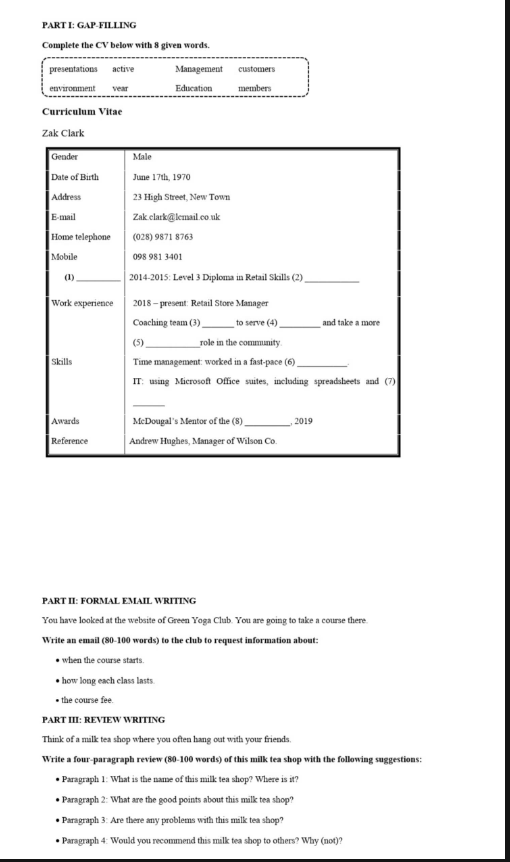 PART I: GAP-FILLING
Complete the CV below with 8 given words.
presentations active Management customers
environment year Education members
Curriculum Vitae
Zak Clark
Gender Male
Date of Birth June 17th, 1970
Address 23 High Street, New Town
E-mail Zak.clark@lcmail.co.uk
Home telephone (028) 9871 8763
Mobile 098 981 3401
(1) __________ 2014-2015: Level 3 Diploma in Retail Skills (2) ____________
Work experience 2018 – present: Retail Store Manager
Coaching team (3) _______ to serve (4) _________ and take a more
(5) ____________role in the community.
Skills Time management: worked in a fast-pace (6) ___________.
IT: using Microsoft Office suites, including spreadsheets and (7)
_______
Awards McDougal's Mentor of the (8) __________, 2019
Reference Andrew Hughes, Manager of Wilson Co.
PART II: FORMAL EMAIL WRITING
You have looked at the website of Green Yoga Club. You are going to take a course there.
Write an email (80-100 words) to the club to request information about:
• when the course starts.
• how long each class lasts.
• the course fee.
PART III: REVIEW WRITING
Think of a milk tea shop where you often hang out with your friends.
Write a four-paragraph review (80-100 words) of this milk tea shop with the following suggestions:
• Paragraph 1: What is the name of this milk tea shop? Where is it?
• Paragraph 2: What are the good points about this milk tea shop?
• Paragraph 3: Are there any problems with this milk tea shop?
• Paragraph 4: Would you recommend this milk tea shop to others? Why (not)?